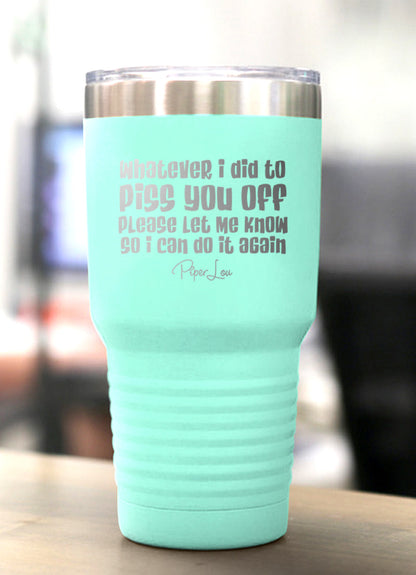 Whatever i did to
piss you off
please let me know
so i can do it again
Piper Lou